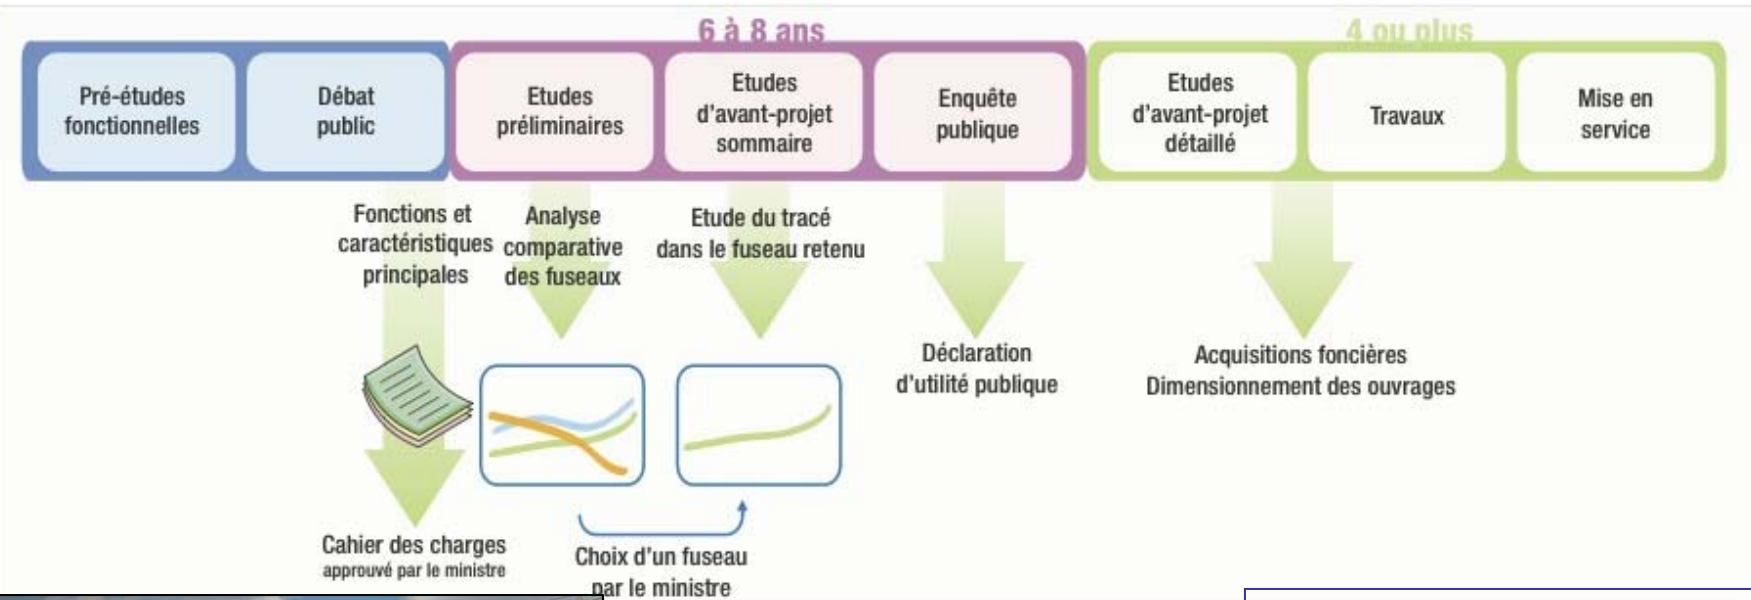 6 à 8 ans
4 ou plus
Pré-études
fonctionnelles
Débat
public
Etudes
préliminaires
Etudes
d'avant-projet
sommaire
Enquête
publique
Etudes
d'avant-projet
détaillé
Travaux
Mise en
service
Fonctions et
caractéristiques
principales
Analyse
comparative
des fuseaux
Etude du tracé
dans le fuseau retenu
Déclaration
d'utilité publique
Acquisitions foncières
Dimensionnement des ouvrages
Cahier des charges
approuvé par le ministre
Choix d'un fuseau
par le ministre